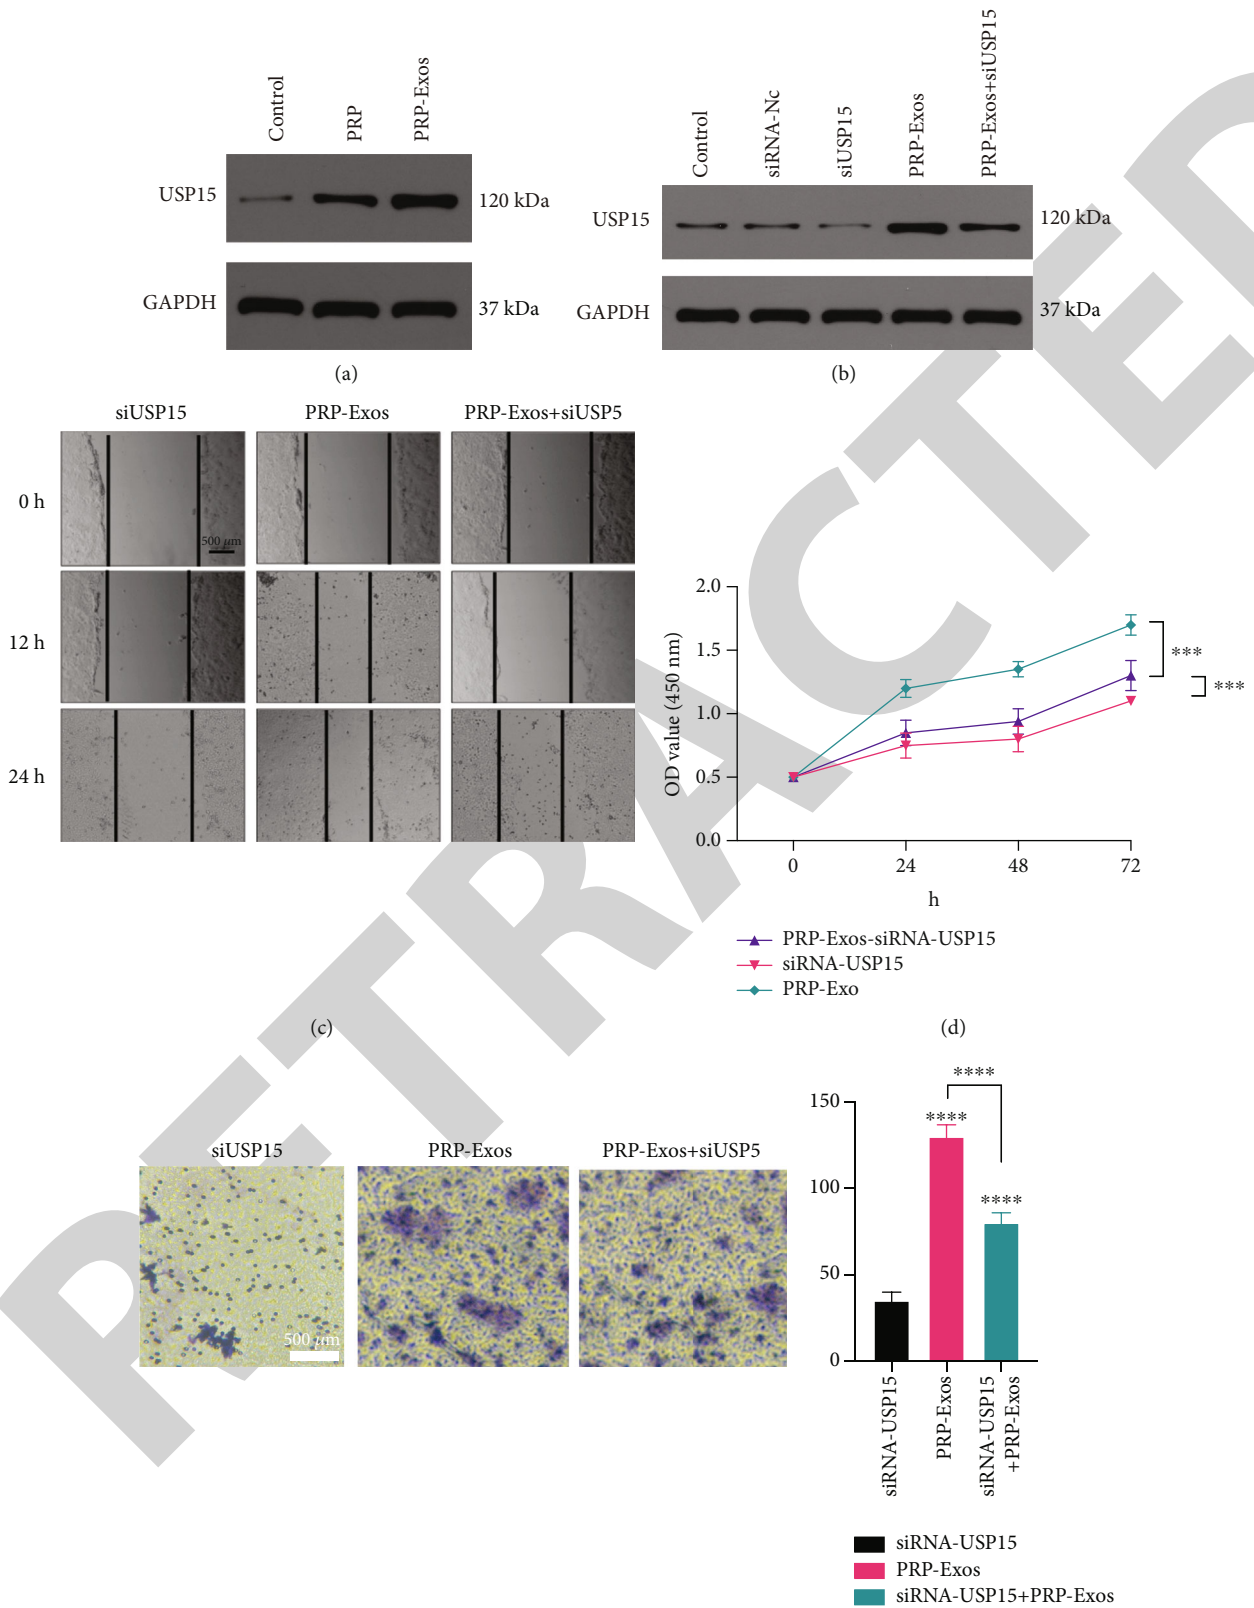 Control
PRP
PRP-Exos
USP15
120 kDa
GAPDH
37 kDa
(a)
Control
siRNA-Nc
siUSP15
PRP-Exos
PRP-Exos+siUSP15
USP15
120 kDa
GAPDH
37 kDa
(b)
siUSP15
PRP-Exos
PRP-Exos+siUSP5
0 h
500 µm
12 h
24 h
(c)
2.0
1.5
1.0
0.5
0.0
OD value (450 nm)
***
***
0
24
48
72
h
PRP-Exos-siRNA-USP15
siRNA-USP15
PRP-Exo
(d)
siUSP15
PRP-Exos
PRP-Exos+siUSP5
500 µm
150
100
50
0
****
****
****
siRNA-USP15
PRP-Exos
siRNA-USP15
+PRP-Exos
siRNA-USP15
PRP-Exos
siRNA-USP15+PRP-Exos
RETRACTED